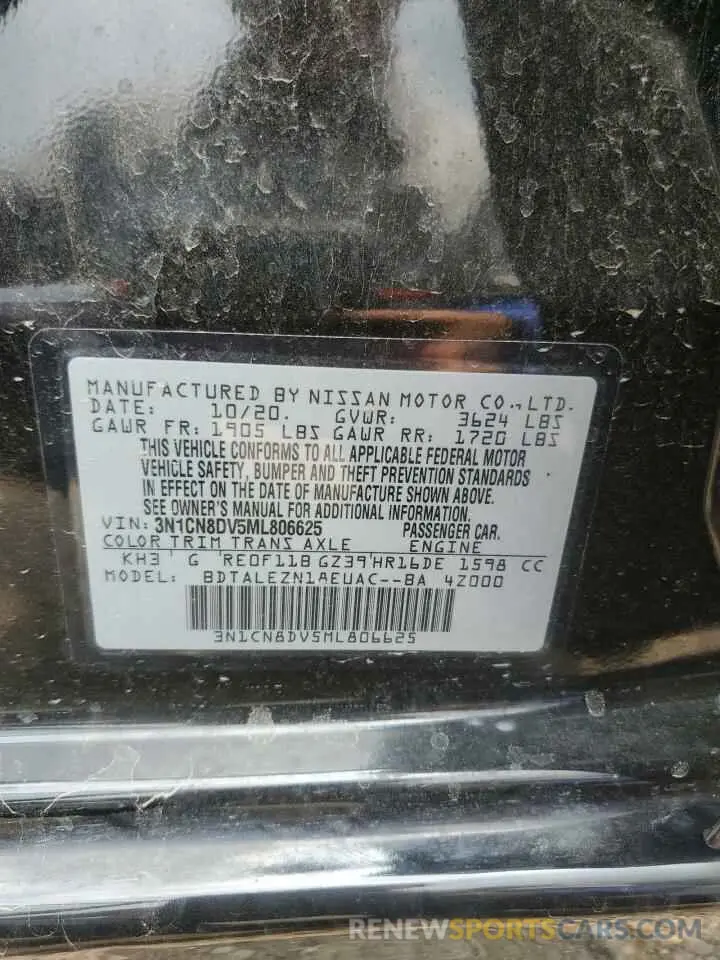 MANUFACTURED BY NISSAN MOTOR CO., LTD.
DATE: 10/20. GVWR: 3624 LBS
GAWR FR: 1905 LBS GAWR RR: 1720 LBS
THIS VEHICLE CONFORMS TO ALL APPLICABLE FEDERAL MOTOR
VEHICLE SAFETY, BUMPER AND THEFT PREVENTION STANDARDS
IN EFFECT ON THE DATE OF MANUFACTURE SHOWN ABOVE.
SEE OWNER'S MANUAL FOR ADDITIONAL INFORMATION.
VIN: 3N1CN8DV5ML806625 PASSENGER CAR.
COLOR TRIM TRANS AXLE ENGINE
KH3 G RE0F11B GZ39 HR16DE 1598 CC
MODEL: BDTALEZN18EUAC--BA 4Z000
3N1CN8DV5ML806625
RENEWSPORTSCARS.COM